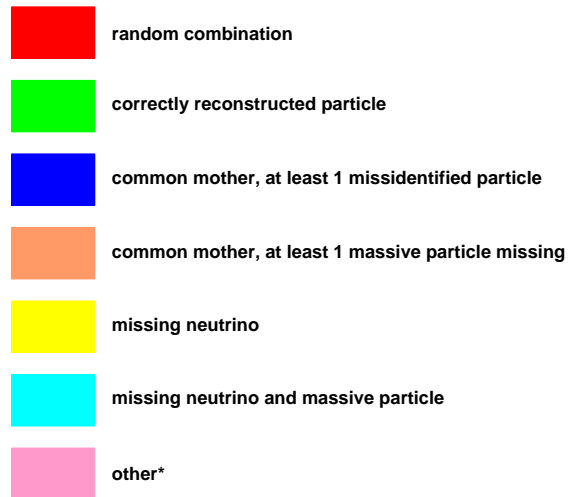 random combination
correctly reconstructed particle
common mother, at least 1 missidentified particle
common mother, at least 1 massive particle missing
missing neutrino
missing neutrino and massive particle
other*